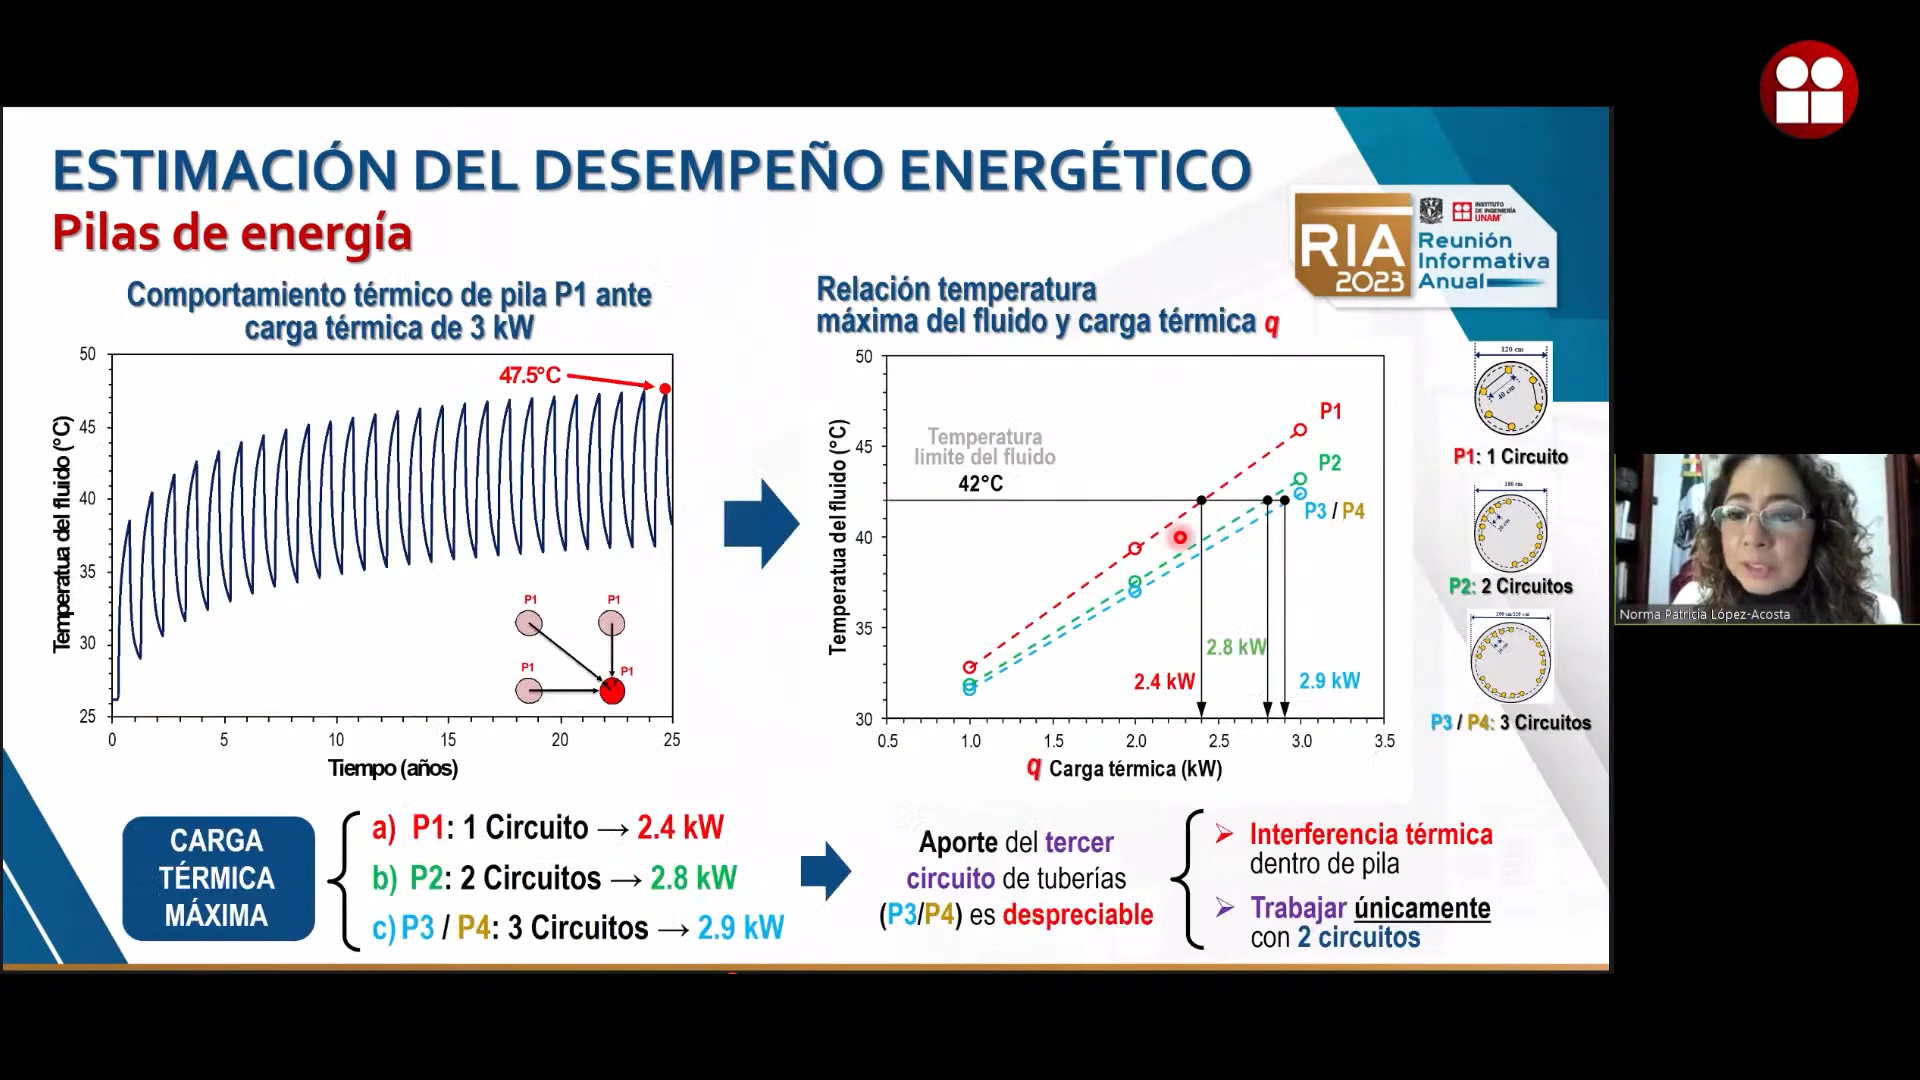 ESTIMACIÓN DEL DESEMPEÑO ENERGÉTICO
Pilas de energía
RIA
2023
INSTITUTO
DE INGENIERÍA
UNAM
Reunión
Informativa
Anual
Comportamiento térmico de pila P1 ante
carga térmica de 3 kW
50
45
40
35
30
25
Temperatua del fluido (°C)
47.5°C
P1 P1
P1 P1
0 5 10 15 20 25
Tiempo (años)
Relación temperatura
máxima del fluido y carga térmica q
50
45
40
35
30
Temperatua del fluido (°C)
Temperatura
limite del fluido
42°C
P1
P2
P3 / P4
2.8 kW
2.4 kW 2.9 kW
0.5 1.0 1.5 2.0 2.5 3.0 3.5
q Carga térmica (kW)
120 cm
40 cm
P1: 1 Circuito
P2: 2 Circuitos
P3 / P4: 3 Circuitos
CARGA
TÉRMICA
MÁXIMA
a) P1: 1 Circuito → 2.4 kW
b) P2: 2 Circuitos → 2.8 kW
c) P3 / P4: 3 Circuitos → 2.9 kW
Aporte del tercer
circuito de tuberías
(P3/P4) es despreciable
Interferencia térmica
dentro de pila
Trabajar únicamente
con 2 circuitos
Norma Patricia López-Acosta